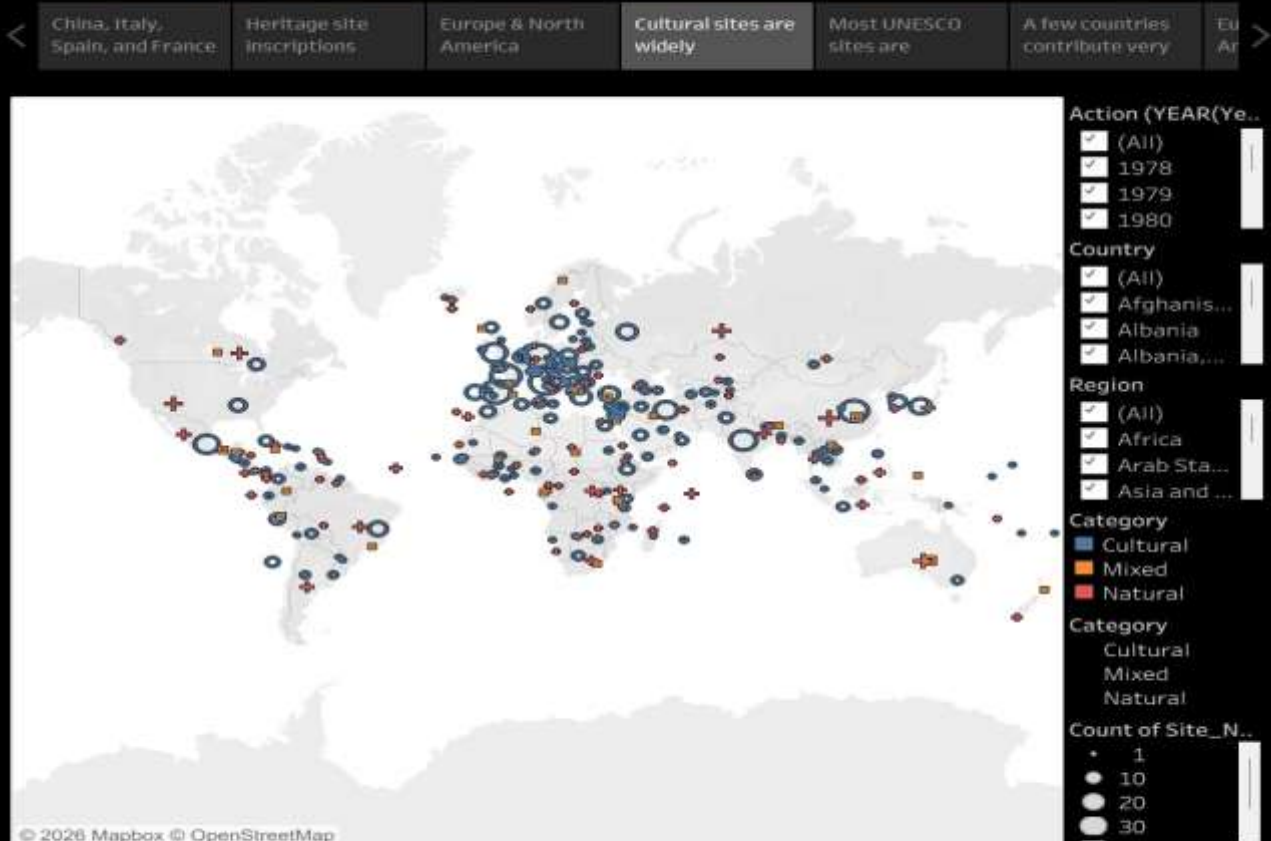 China, Italy,
Spain, and France
Heritage site
inscriptions
Europe & North
America
Cultural sites are
widely
Most UNESCO
sites are
A few countries
contribute very
Eu
Ar
Action (YEAR(Ye..
(All)
1978
1979
1980
Country
(All)
Afghanis...
Albania
Albania,...
Region
(All)
Africa
Arab Sta...
Asia and ...
Category
Cultural
Mixed
Natural
Category
Cultural
Mixed
Natural
Count of Site_N..
1
10
20
30
© 2026 Mapbox © OpenStreetMap